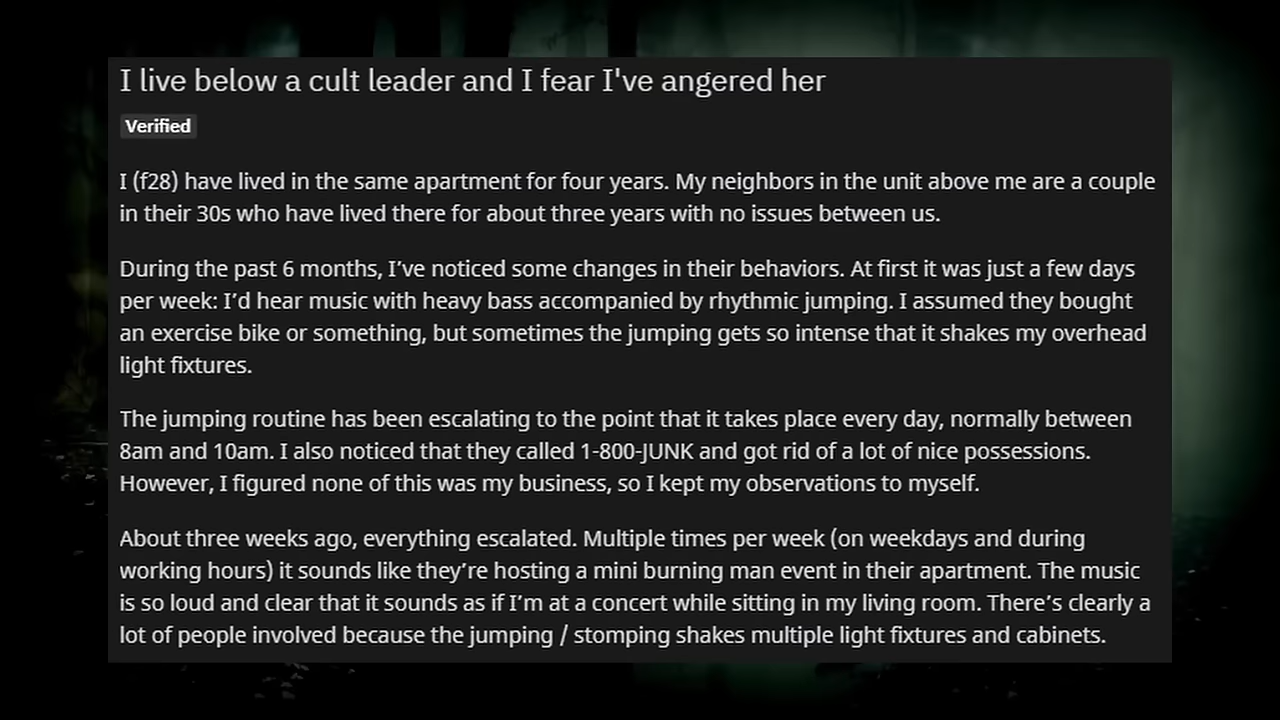 I live below a cult leader and I fear I've angered her
Verified
I (f28) have lived in the same apartment for four years. My neighbors in the unit above me are a couple
in their 30s who have lived there for about three years with no issues between us.
During the past 6 months, I’ve noticed some changes in their behaviors. At first it was just a few days
per week: I’d hear music with heavy bass accompanied by rhythmic jumping. I assumed they bought
an exercise bike or something, but sometimes the jumping gets so intense that it shakes my overhead
light fixtures.
The jumping routine has been escalating to the point that it takes place every day, normally between
8am and 10am. I also noticed that they called 1-800-JUNK and got rid of a lot of nice possessions.
However, I figured none of this was my business, so I kept my observations to myself.
About three weeks ago, everything escalated. Multiple times per week (on weekdays and during
working hours) it sounds like they’re hosting a mini burning man event in their apartment. The music
is so loud and clear that it sounds as if I’m at a concert while sitting in my living room. There’s clearly a
lot of people involved because the jumping / stomping shakes multiple light fixtures and cabinets.